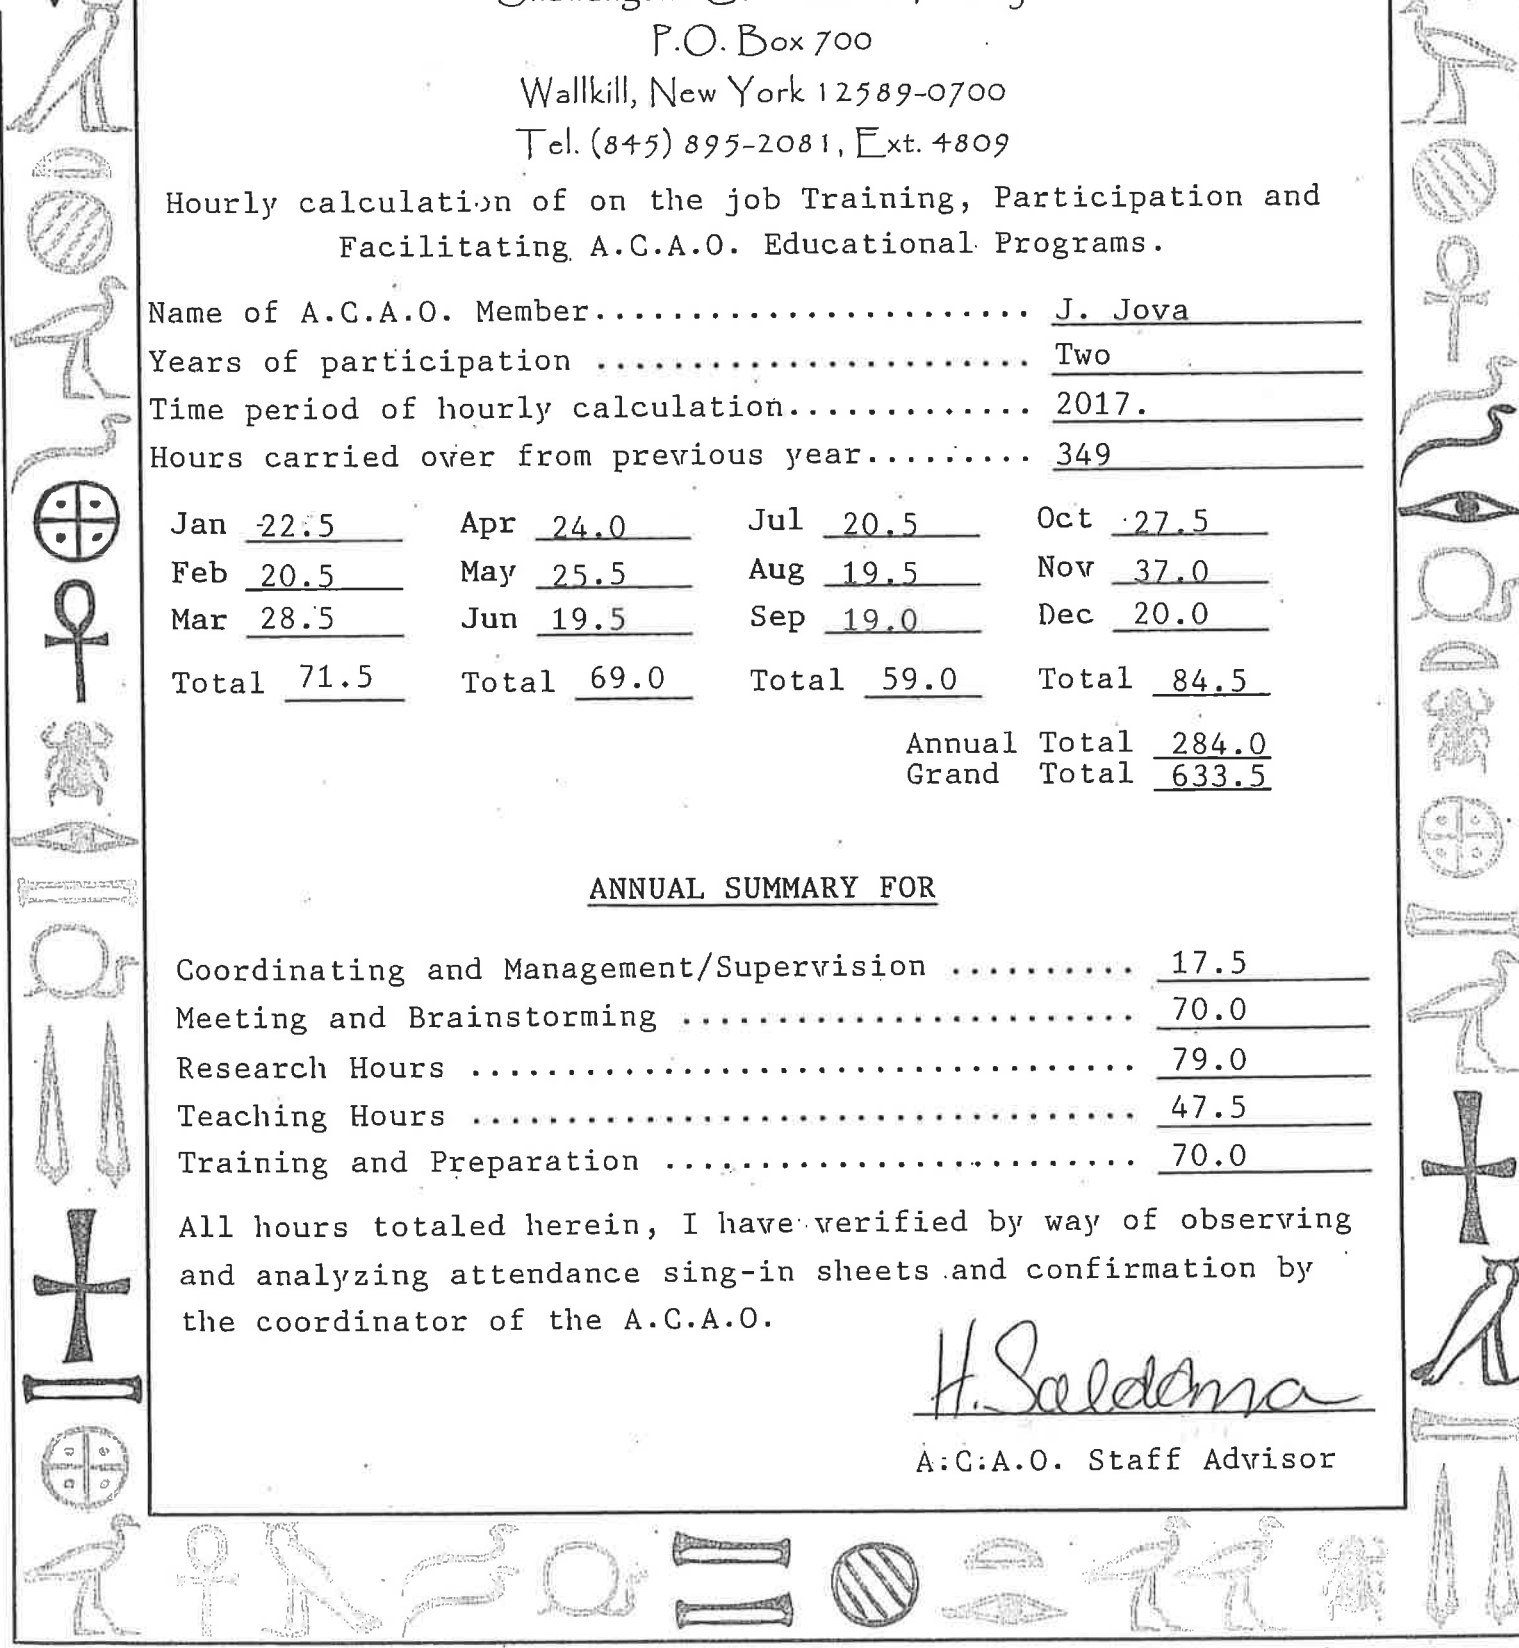 P.O. Box 700
Wallkill, New York 12589-0700
Tel. (845) 895-2081, Ext. 4809
Hourly calculation of on the job Training, Participation and
Facilitating A.C.A.O. Educational Programs.
Name of A.C.A.O. Member....................... J. Jova
Years of participation ....................... Two
Time period of hourly calculation............. 2017.
Hours carried over from previous year......... 349
Jan 22.5 Apr 24.0 Jul 20.5 Oct 27.5
Feb 20.5 May 25.5 Aug 19.5 Nov 37.0
Mar 28.5 Jun 19.5 Sep 19.0 Dec 20.0
Total 71.5 Total 69.0 Total 59.0 Total 84.5
Annual Total 284.0
Grand Total 633.5
ANNUAL SUMMARY FOR
Coordinating and Management/Supervision .......... 17.5
Meeting and Brainstorming ........................ 70.0
Research Hours ................................... 79.0
Teaching Hours ................................... 47.5
Training and Preparation ......................... 70.0
All hours totaled herein, I have verified by way of observing
and analyzing attendance sing-in sheets and confirmation by
the coordinator of the A.C.A.O.
H. Saldana
A.C.A.O. Staff Advisor